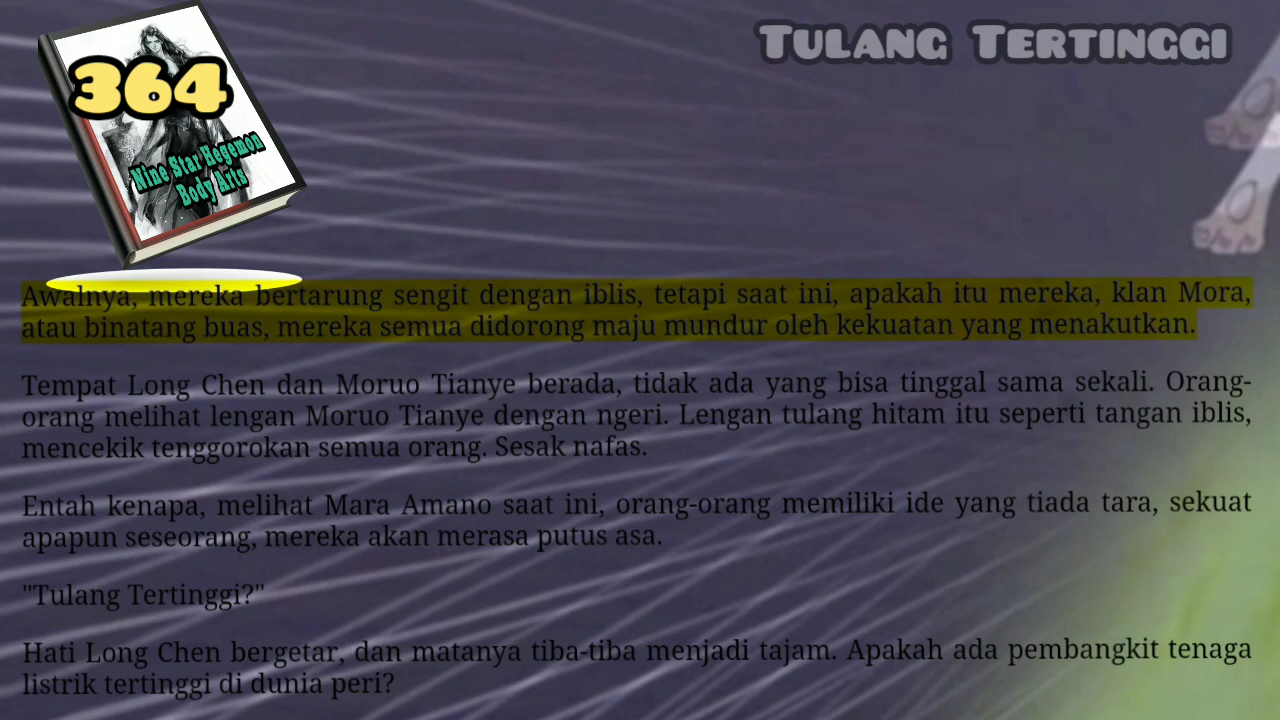 TULANG TERTINGGI
364
Nine Star Hegemon
Body Arts
Awalnya, mereka bertarung sengit dengan iblis, tetapi saat ini, apakah itu mereka, klan Mora,
atau binatang buas, mereka semua didorong maju mundur oleh kekuatan yang menakutkan.
Tempat Long Chen dan Moruo Tianye berada, tidak ada yang bisa tinggal sama sekali. Orang-
orang melihat lengan Moruo Tianye dengan ngeri. Lengan tulang hitam itu seperti tangan iblis,
mencekik tenggorokan semua orang. Sesak nafas.
Entah kenapa, melihat Mara Amano saat ini, orang-orang memiliki ide yang tiada tara, sekuat
apapun seseorang, mereka akan merasa putus asa.
"Tulang Tertinggi?"
Hati Long Chen bergetar, dan matanya tiba-tiba menjadi tajam. Apakah ada pembangkit tenaga
listrik tertinggi di dunia peri?